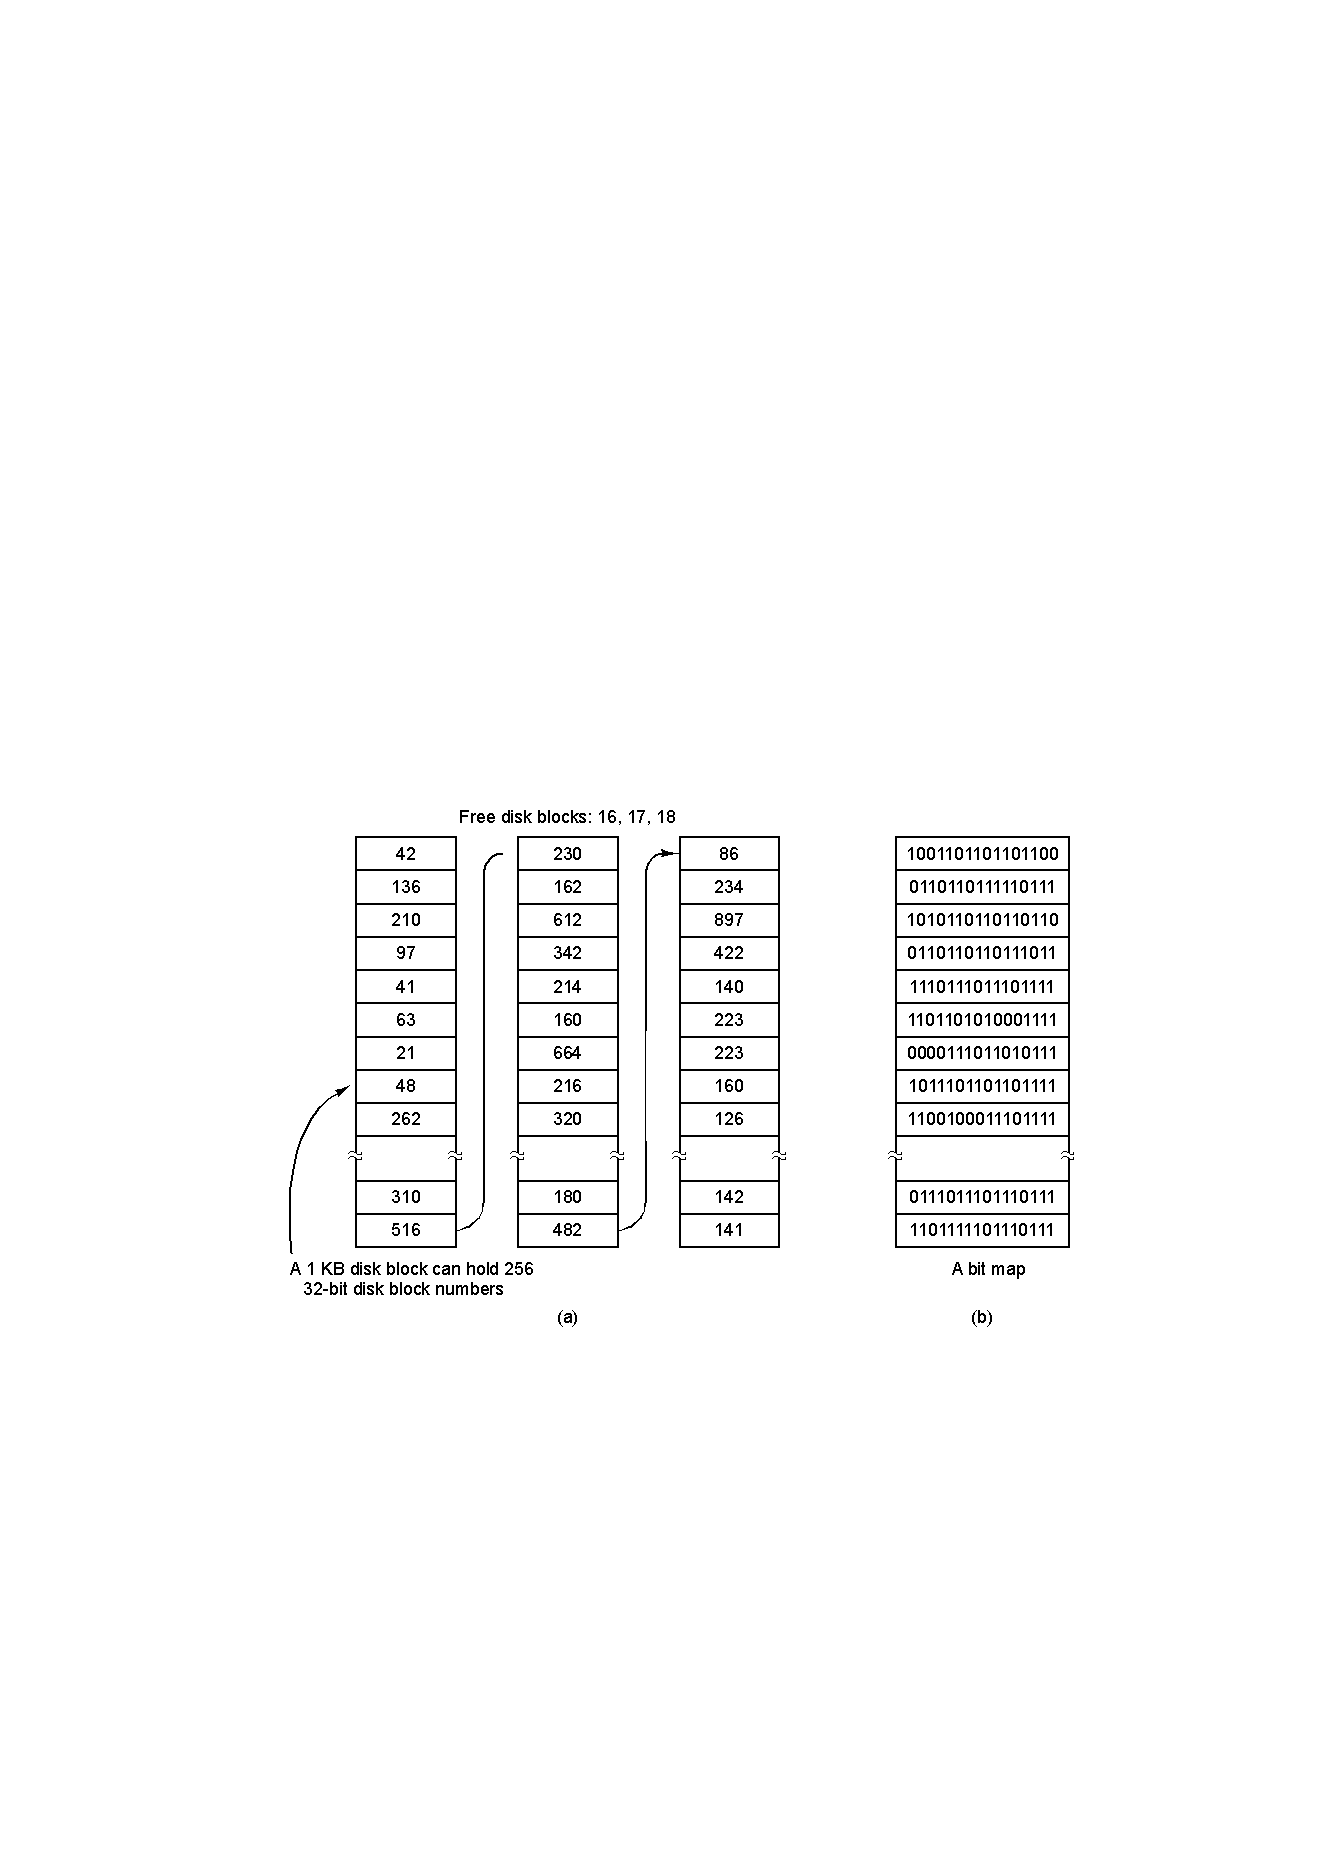 Free disk blocks: 16, 17, 18
42 230 86 1001101101101100
136 162 234 0110110111110111
210 612 897 1010110110110110
97 342 422 0110110110111011
41 214 140 1110111011101111
63 160 223 1101101010001111
21 664 223 0000111011010111
48 216 160 1011101101101111
262 320 126 1100100011101111
310 180 142 0111011101110111
516 482 141 1101111101110111
A 1 KB disk block can hold 256
32-bit disk block numbers
A bit map
(a) (b)